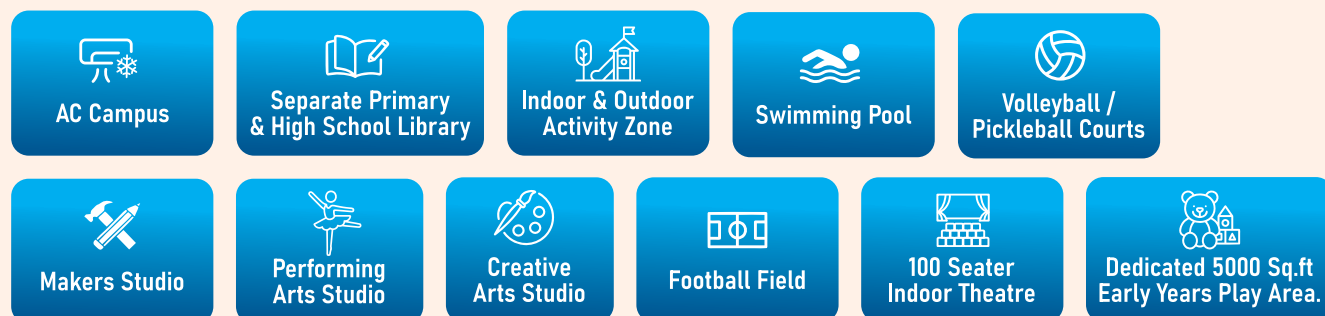 AC Campus
Separate Primary
& High School Library
Indoor & Outdoor
Activity Zone
Swimming Pool
Volleyball /
Pickleball Courts
Makers Studio
Performing
Arts Studio
Creative
Arts Studio
Football Field
100 Seater
Indoor Theatre
Dedicated 5000 Sq.ft
Early Years Play Area.